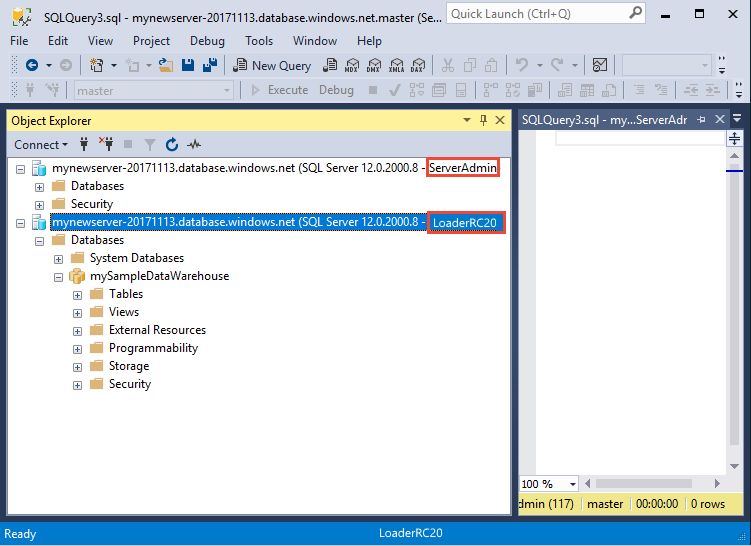 SQLQuery3.sql - mynewserver-20171113.database.windows.net.master (Se...
Quick Launch (Ctrl+Q)
File Edit View Project Debug Tools Window Help
New Query MDX DMX XMLA DAX
master Execute Debug
Object Explorer
SQLQuery3.sql - my...ServerAdr
Connect
mynewserver-20171113.database.windows.net (SQL Server 12.0.2000.8 - ServerAdmin
Databases
Security
mynewserver-20171113.database.windows.net (SQL Server 12.0.2000.8 - LoaderRC20
Databases
System Databases
mySampleDataWarehouse
Tables
Views
External Resources
Programmability
Storage
Security
100 %
dmin (117) master 00:00:00 0 rows
Ready LoaderRC20